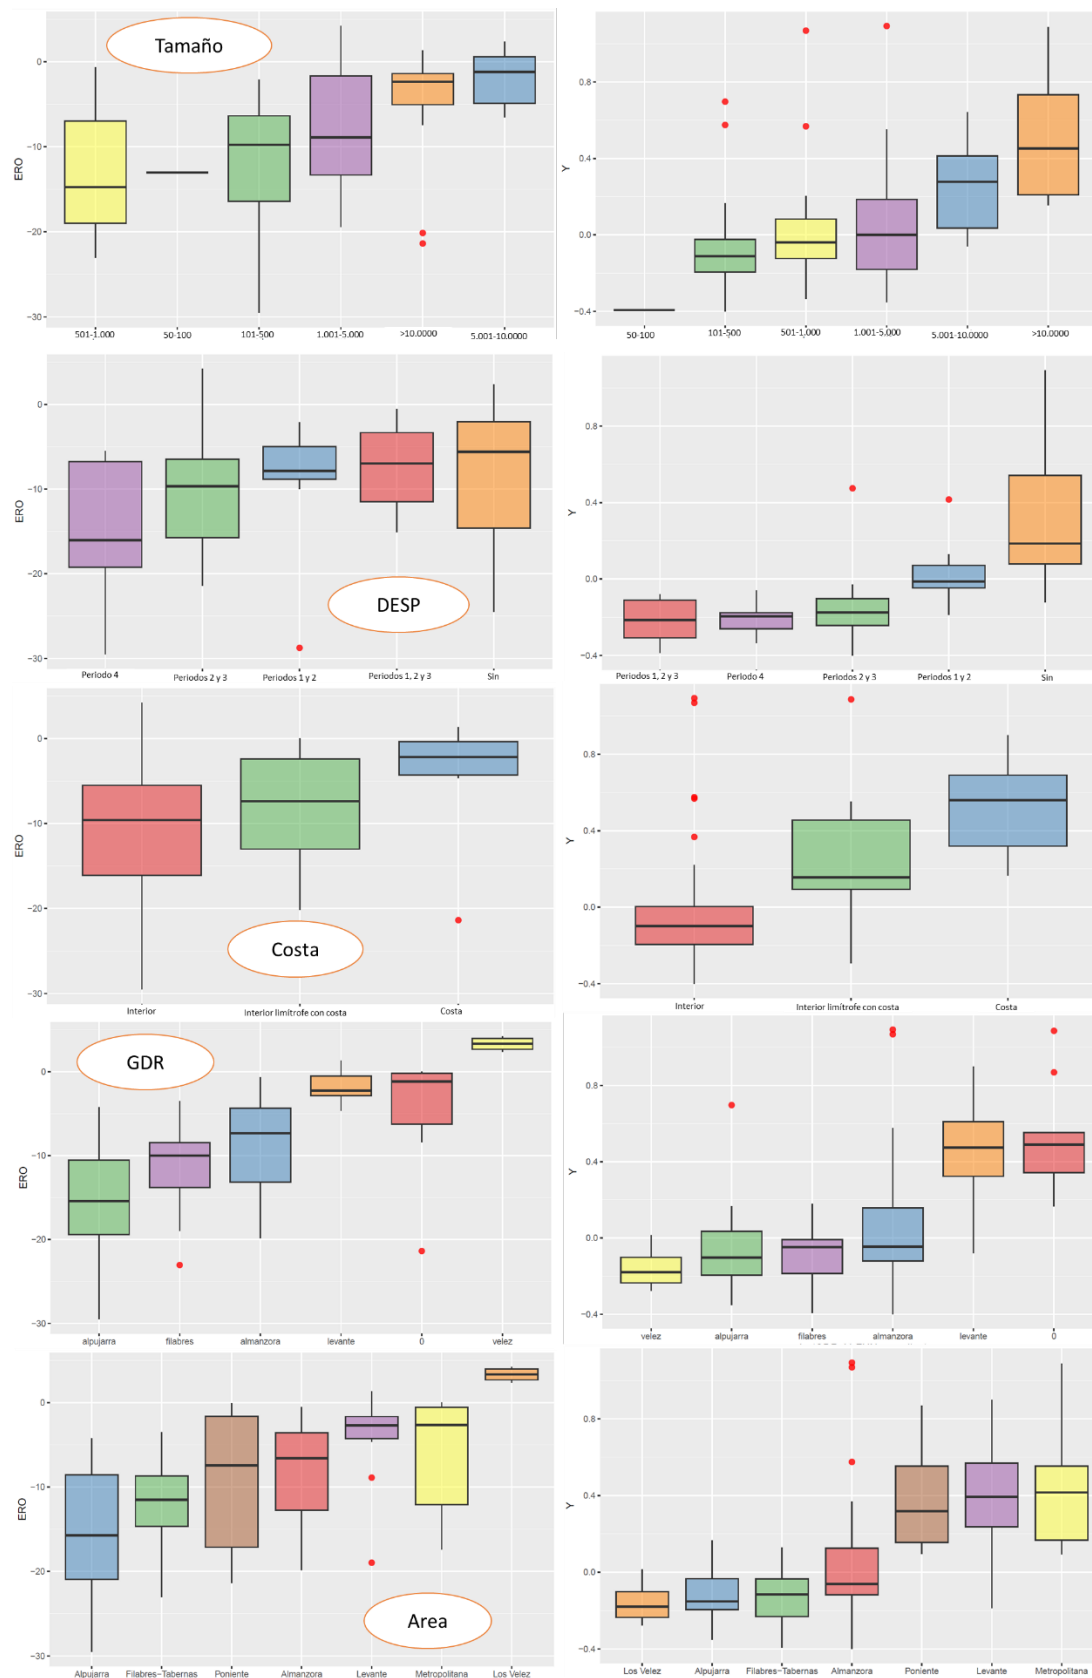 Tamaño
0
−10
−20
−30
ERO
501-1.000
50-100
101-500
1.001-5.000
>10.0000
5.001-10.0000
0.8
0.4
0.0
−0.4
Y
50-100
101-500
501-1,000
1.001-5.000
5.001-10.0000
>10.0000
0
−10
−20
−30
ERO
DESP
Periodo 4
Periodos 2 y 3
Periodos 1 y 2
Periodos 1, 2 y 3
Sin
0.8
0.4
0.0
−0.4
Y
Periodos 1, 2 y 3
Periodo 4
Periodos 2 y 3
Periodos 1 y 2
Sin
0
−10
−20
−30
ERO
Costa
Interior
Interior limítrofe con costa
Costa
0.8
0.4
0.0
−0.4
Y
Interior
Interior limítrofe con costa
Costa
GDR
0
−10
−20
−30
ERO
alpujarra
filabres
almanzora
levante
0
velez
0.8
0.4
0.0
−0.4
Y
velez
alpujarra
filabres
almanzora
levante
0
0
−10
−20
−30
ERO
Area
Alpujarra
Filabres−Tabernas
Poniente
Almanzora
Levante
Metropolitana
Los Velez
0.8
0.4
0.0
−0.4
Y
Los Velez
Alpujarra
Filabres−Tabernas
Almanzora
Poniente
Levante
Metropolitana